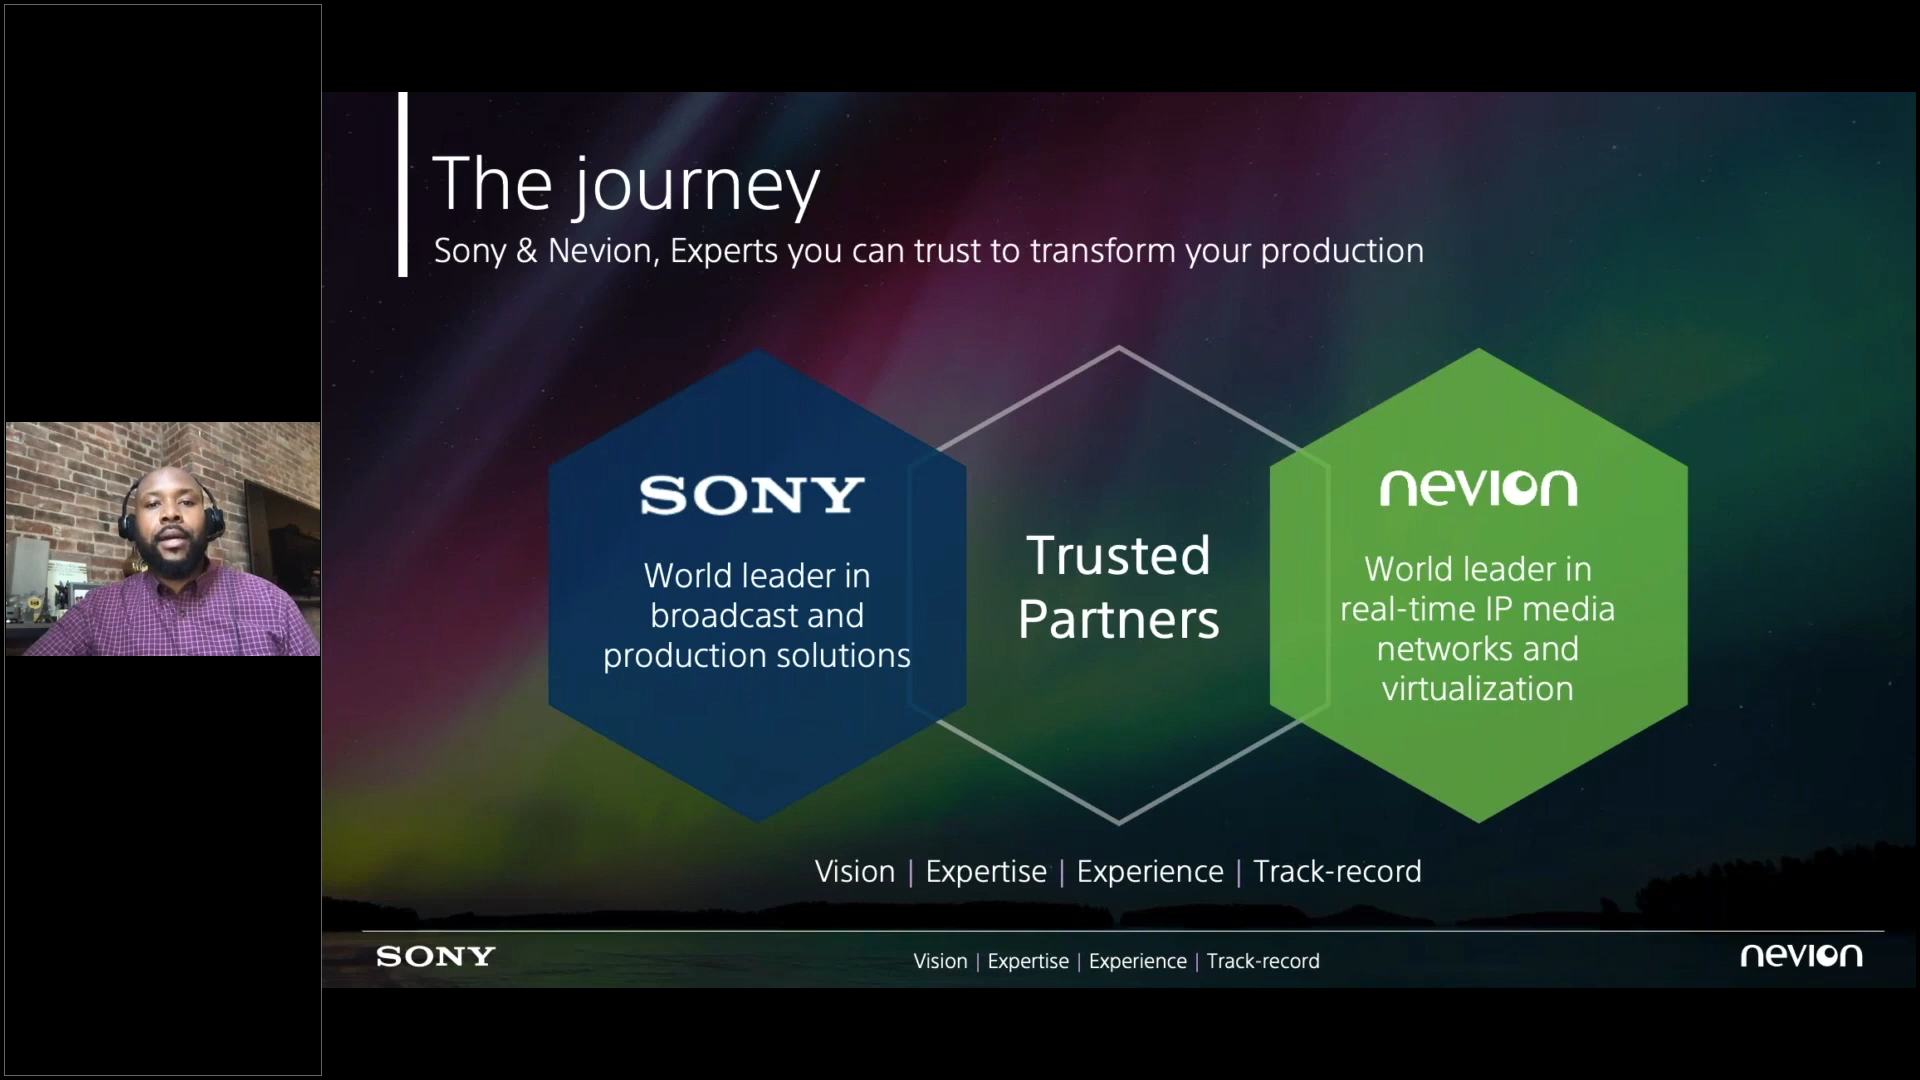 The journey
Sony & Nevion, Experts you can trust to transform your production
SONY
World leader in
broadcast and
production solutions
Trusted
Partners
nevion
World leader in
real-time IP media
networks and
virtualization
Vision | Expertise | Experience | Track-record
SONY
Vision | Expertise | Experience | Track-record
nevion